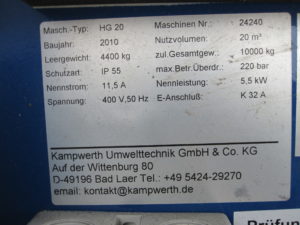 Masch.-Typ: HG 20 Maschinen Nr.: 24240
Baujahr: 2010 Nutzvolumen: 20 m³
Leergewicht: 4400 kg zul.Gesamtgew.: 10000 kg
Schutzart: IP 55 max.Betr.Überdr.: 220 bar
Nennstrom: 11,5 A Nennleistung: 5,5 kW
Spannung: 400 V,50 Hz E-Anschluß: K 32 A
Kampwerth Umwelttechnik GmbH & Co. KG
Auf der Wittenburg 80
D-49196 Bad Laer Tel.: +49 5424-29270
email: kontakt@kampwerth.de